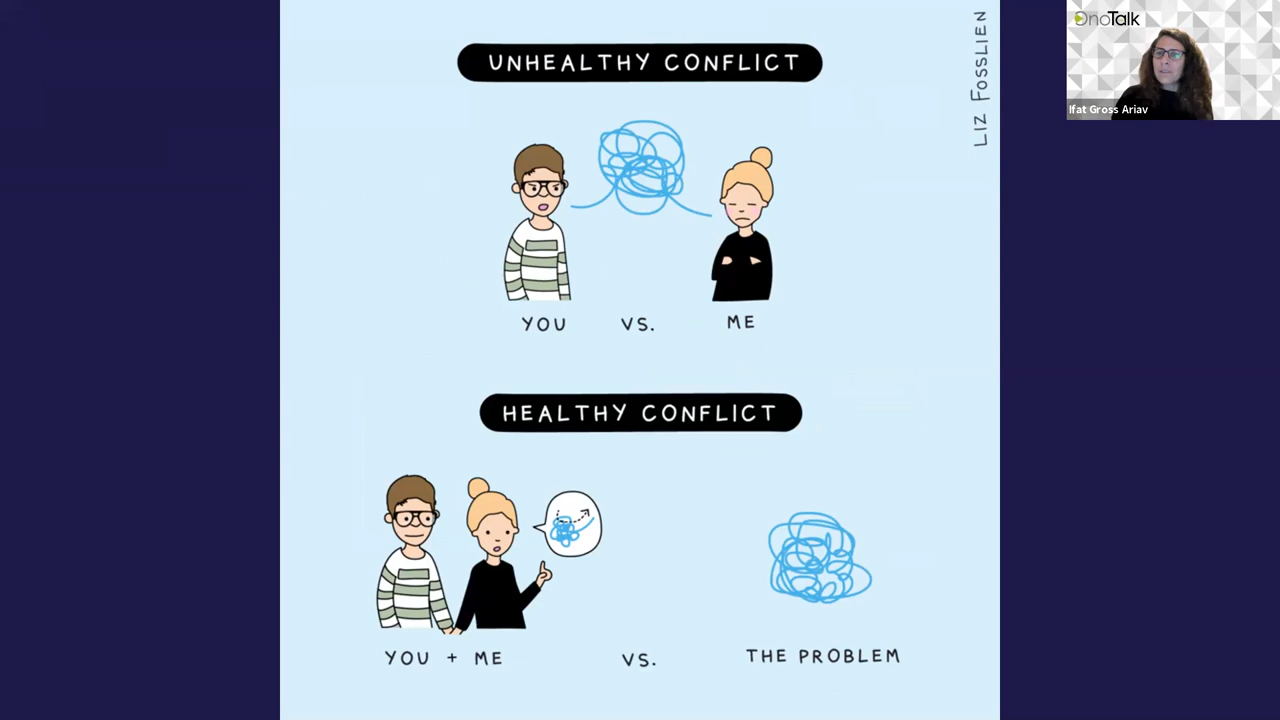 UNHEALTHY CONFLICT
LIZ FOSSLIEN
OnoTalk
Ifat Gross Ariav
YOU VS. ME
HEALTHY CONFLICT
YOU + ME VS. THE PROBLEM